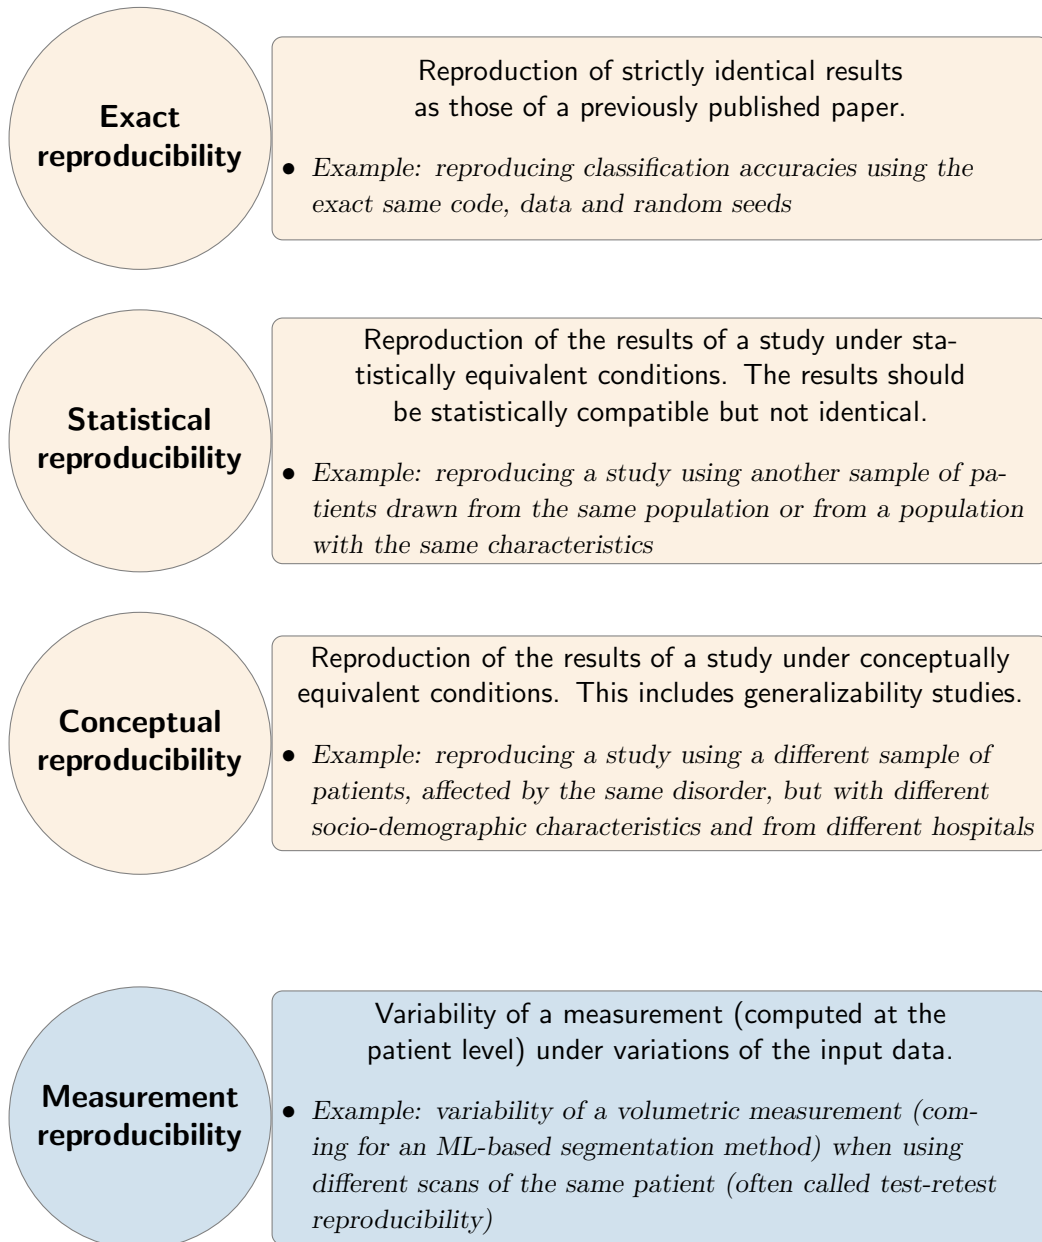 Exact
reproducibility
Reproduction of strictly identical results
as those of a previously published paper.
• Example: reproducing classification accuracies using the
exact same code, data and random seeds
Statistical
reproducibility
Reproduction of the results of a study under sta-
tistically equivalent conditions. The results should
be statistically compatible but not identical.
• Example: reproducing a study using another sample of pa-
tients drawn from the same population or from a population
with the same characteristics
Conceptual
reproducibility
Reproduction of the results of a study under conceptually
equivalent conditions. This includes generalizability studies.
• Example: reproducing a study using a different sample of
patients, affected by the same disorder, but with different
socio-demographic characteristics and from different hospitals
Measurement
reproducibility
Variability of a measurement (computed at the
patient level) under variations of the input data.
• Example: variability of a volumetric measurement (com-
ing for an ML-based segmentation method) when using
different scans of the same patient (often called test-retest
reproducibility)